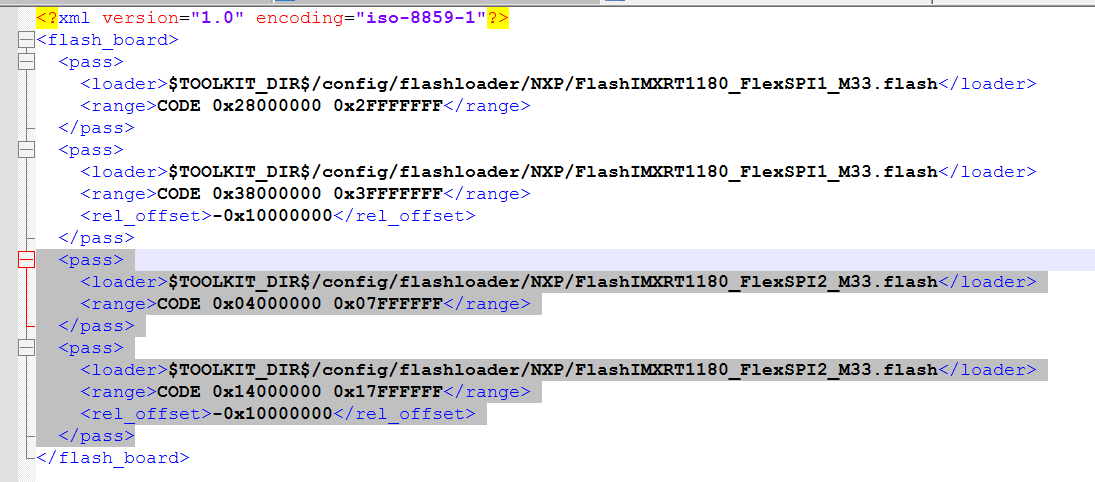 <?xml version="1.0" encoding="iso-8859-1"?>
<flash_board>
<pass>
<loader>$TOOLKIT_DIR$/config/flashloader/NXP/FlashIMXRT1180_FlexSPI1_M33.flash</loader>
<range>CODE 0x28000000 0x2FFFFFFF</range>
</pass>
<pass>
<loader>$TOOLKIT_DIR$/config/flashloader/NXP/FlashIMXRT1180_FlexSPI1_M33.flash</loader>
<range>CODE 0x38000000 0x3FFFFFFF</range>
<rel_offset>-0x10000000</rel_offset>
</pass>
<pass>
<loader>$TOOLKIT_DIR$/config/flashloader/NXP/FlashIMXRT1180_FlexSPI2_M33.flash</loader>
<range>CODE 0x04000000 0x07FFFFFF</range>
</pass>
<pass>
<loader>$TOOLKIT_DIR$/config/flashloader/NXP/FlashIMXRT1180_FlexSPI2_M33.flash</loader>
<range>CODE 0x14000000 0x17FFFFFF</range>
<rel_offset>-0x10000000</rel_offset>
</pass>
</flash_board>